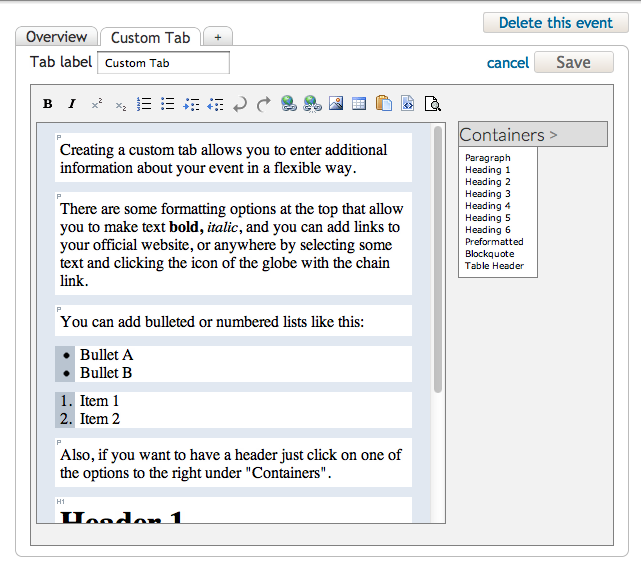 Delete this event
Overview
Custom Tab
+
Tab label
Custom Tab
cancel
Save
B I x² x₂
Containers >
Paragraph
Heading 1
Heading 2
Heading 3
Heading 4
Heading 5
Heading 6
Preformatted
Blockquote
Table Header
P
Creating a custom tab allows you to enter additional
information about your event in a flexible way.
P
There are some formatting options at the top that allow
you to make text bold, italic, and you can add links to
your official website, or anywhere by selecting some
text and clicking the icon of the globe with the chain
link.
P
You can add bulleted or numbered lists like this:
• Bullet A
• Bullet B
1. Item 1
2. Item 2
P
Also, if you want to have a header just click on one of
the options to the right under "Containers".
H1
Header 1